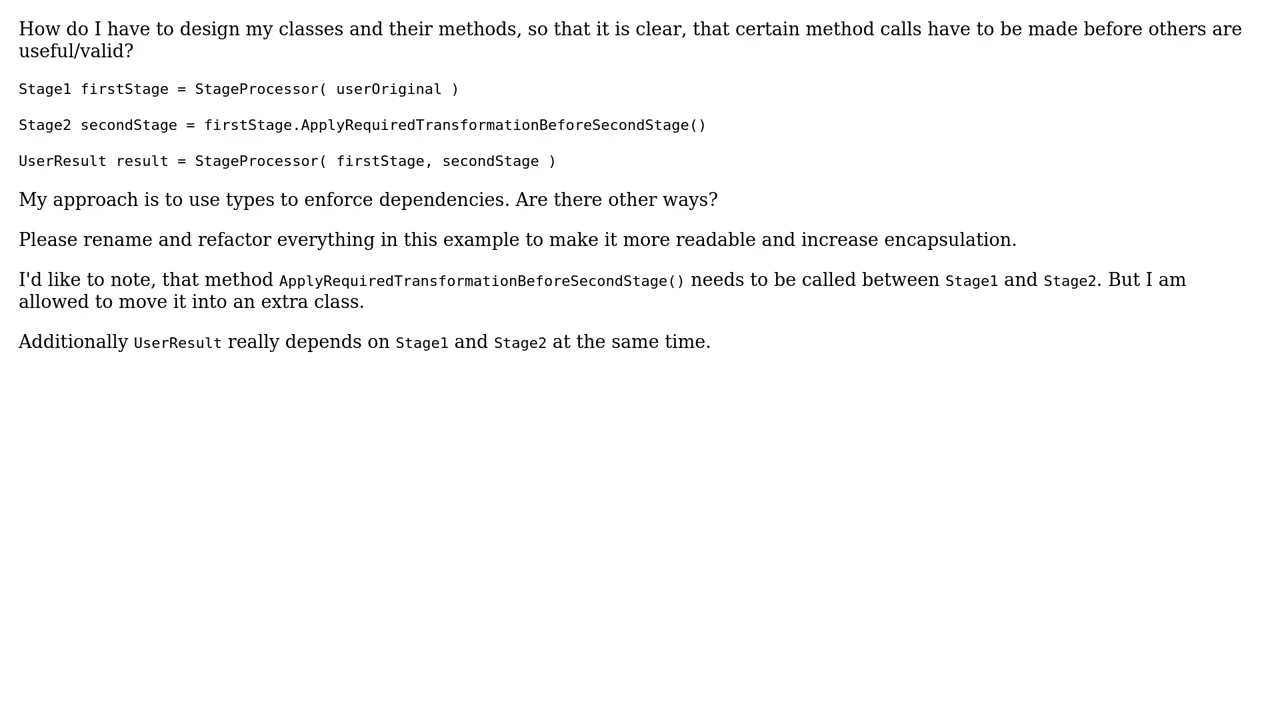 How do I have to design my classes and their methods, so that it is clear, that certain method calls have to be made before others are
useful/valid?
Stage1 firstStage = StageProcessor( userOriginal )
Stage2 secondStage = firstStage.ApplyRequiredTransformationBeforeSecondStage()
UserResult result = StageProcessor( firstStage, secondStage )
My approach is to use types to enforce dependencies. Are there other ways?
Please rename and refactor everything in this example to make it more readable and increase encapsulation.
I'd like to note, that method ApplyRequiredTransformationBeforeSecondStage() needs to be called between Stage1 and Stage2. But I am
allowed to move it into an extra class.
Additionally UserResult really depends on Stage1 and Stage2 at the same time.